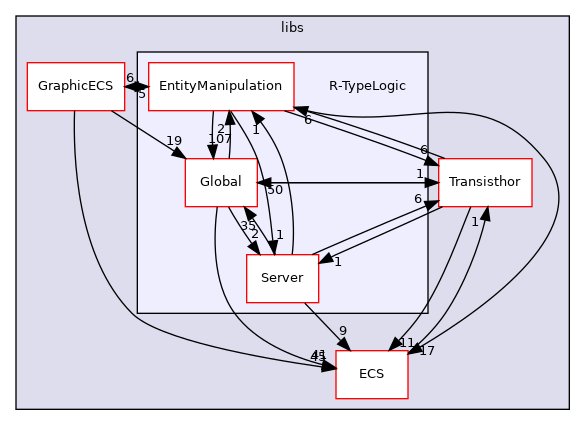 libs
GraphicECS
6
5
EntityManipulation
R-TypeLogic
19
2
107
1
6
6
Global
50
1
Transisthor
35
2
1
6
1
1
Server
9
11
17
ECS